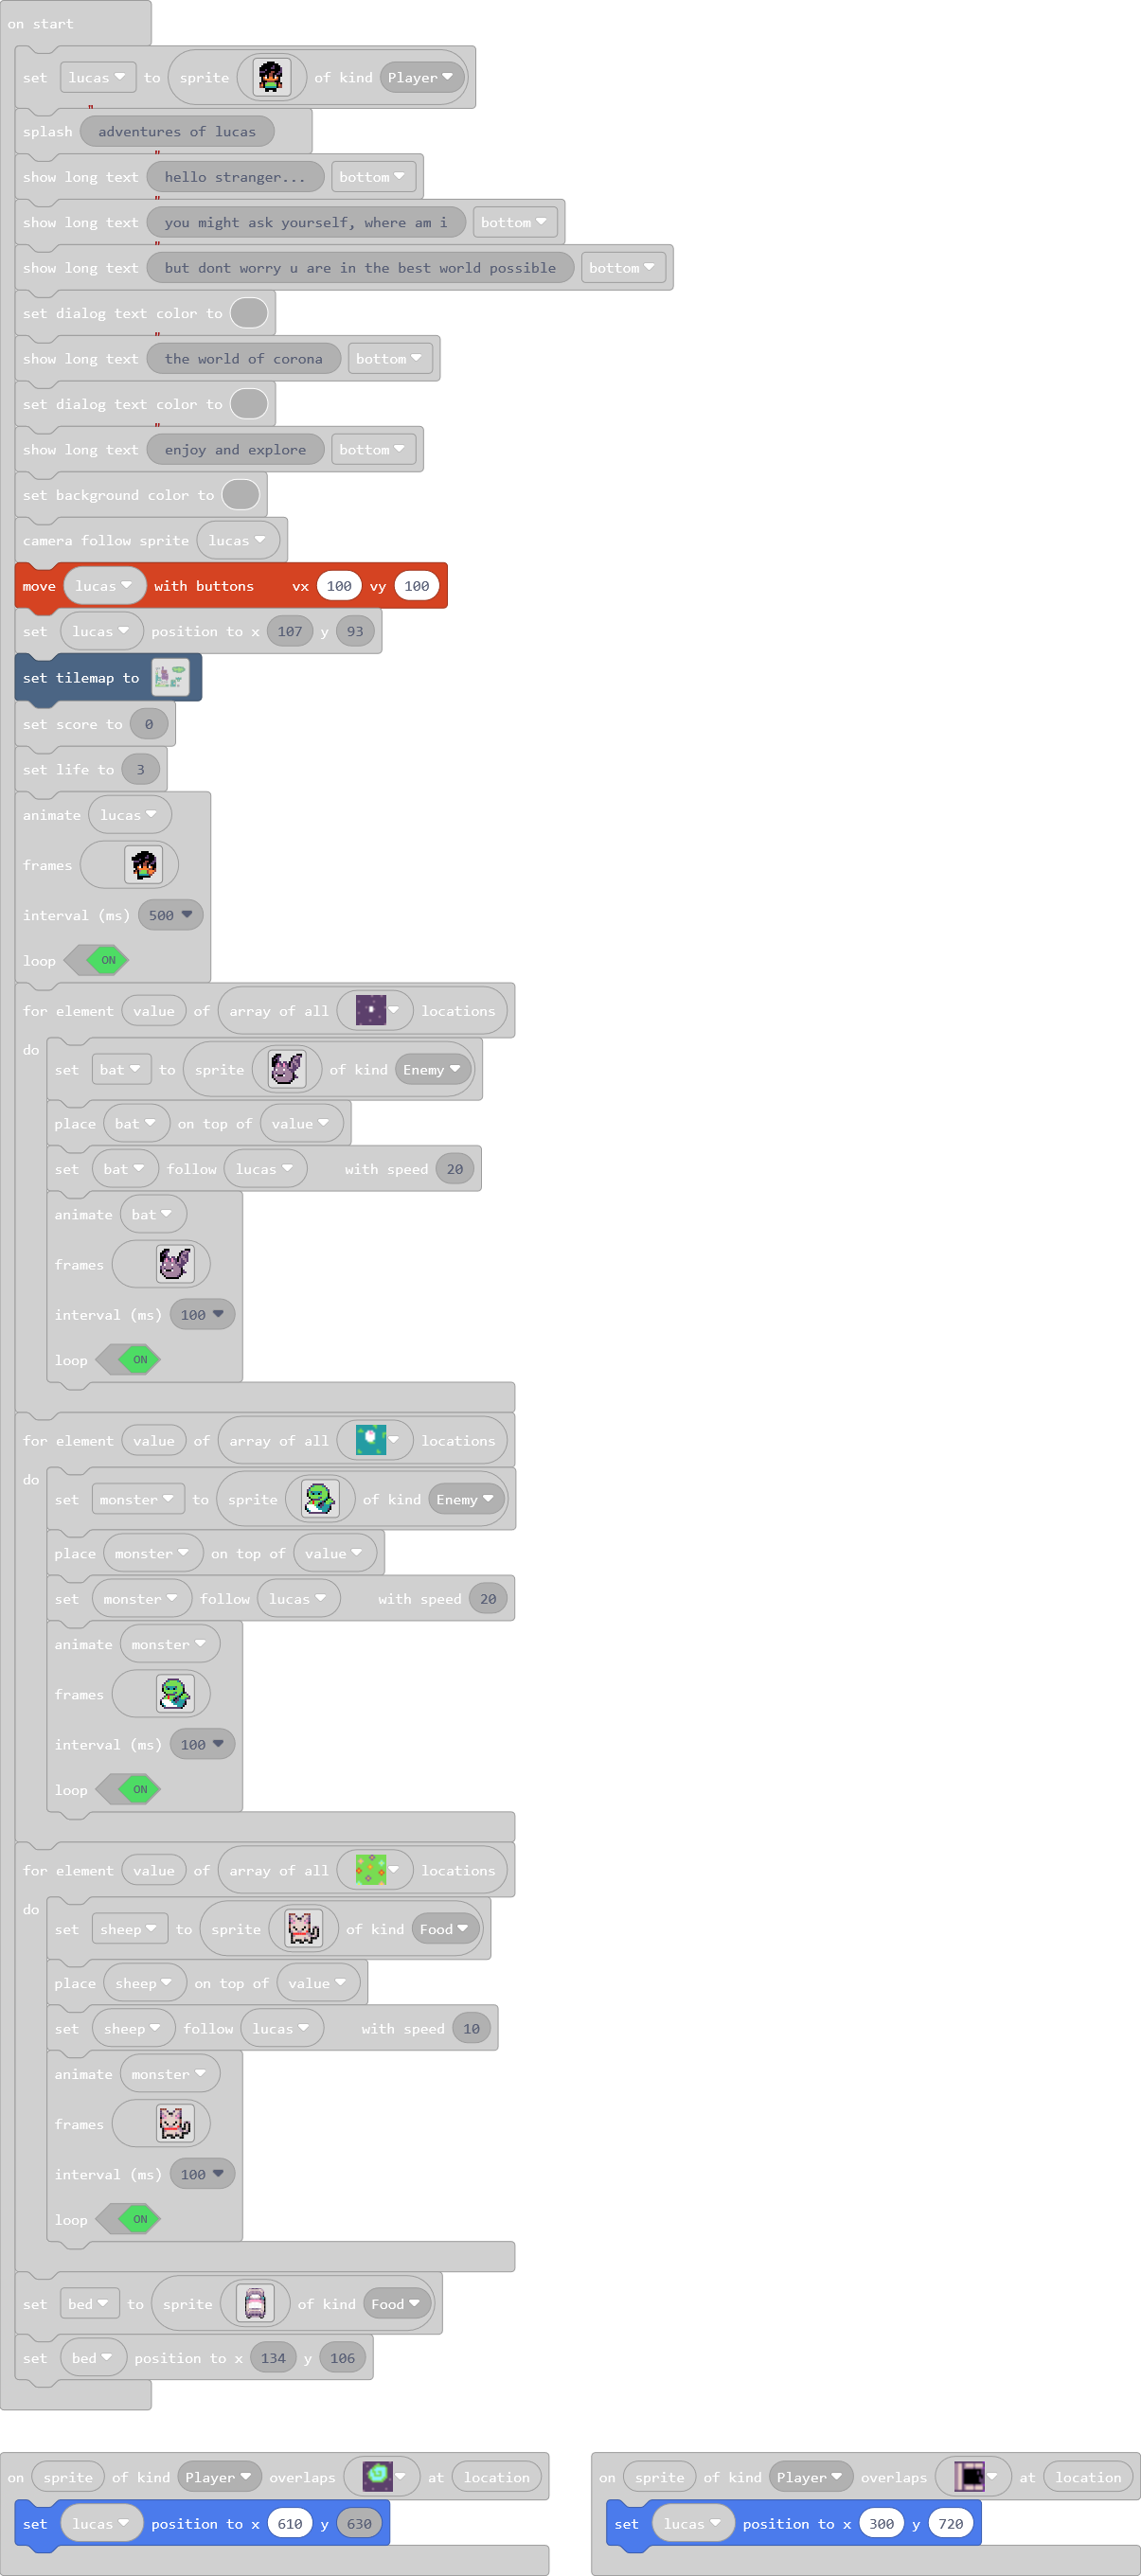 on start
set lucas to sprite of kind Player
splash " adventures of lucas
show long text " hello stranger... bottom
show long text " you might ask yourself, where am i bottom
show long text " but dont worry u are in the best world possible bottom
set dialog text color to
show long text " the world of corona bottom
set dialog text color to
show long text " enjoy and explore bottom
set background color to
camera follow sprite lucas
move lucas with buttons vx 100 vy 100
set lucas position to x 107 y 93
set tilemap to
set score to 0
set life to 3
animate lucas
frames
interval (ms) 500
loop ON
for element value of array of all locations
do
set bat to sprite of kind Enemy
place bat on top of value
set bat follow lucas with speed 20
animate bat
frames
interval (ms) 100
loop ON
for element value of array of all locations
do
set monster to sprite of kind Enemy
place monster on top of value
set monster follow lucas with speed 20
animate monster
frames
interval (ms) 100
loop ON
for element value of array of all locations
do
set sheep to sprite of kind Food
place sheep on top of value
set sheep follow lucas with speed 10
animate monster
frames
interval (ms) 100
loop ON
set bed to sprite of kind Food
set bed position to x 134 y 106
on sprite of kind Player overlaps at location
set lucas position to x 610 y 630
on sprite of kind Player overlaps at location
set lucas position to x 300 y 720